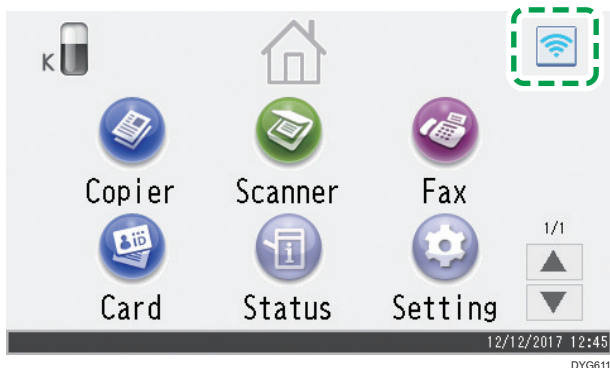 K
Copier Scanner Fax
1/1
Card Status Setting
12/12/2017 12:45
DYG611